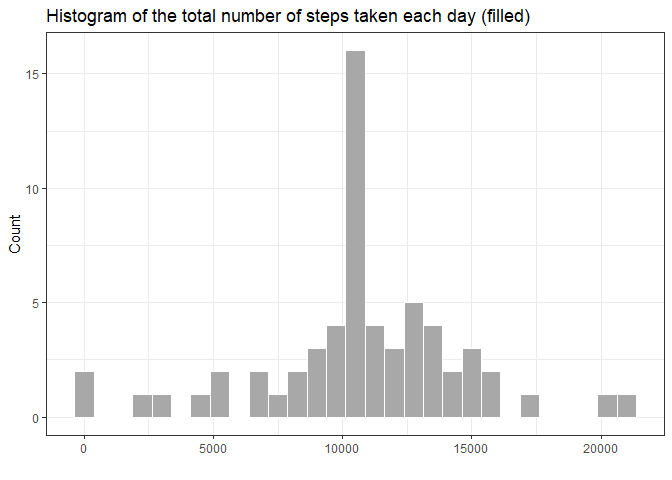 Histogram of the total number of steps taken each day (filled)
15
10
5
0
Count
0 5000 10000 15000 20000